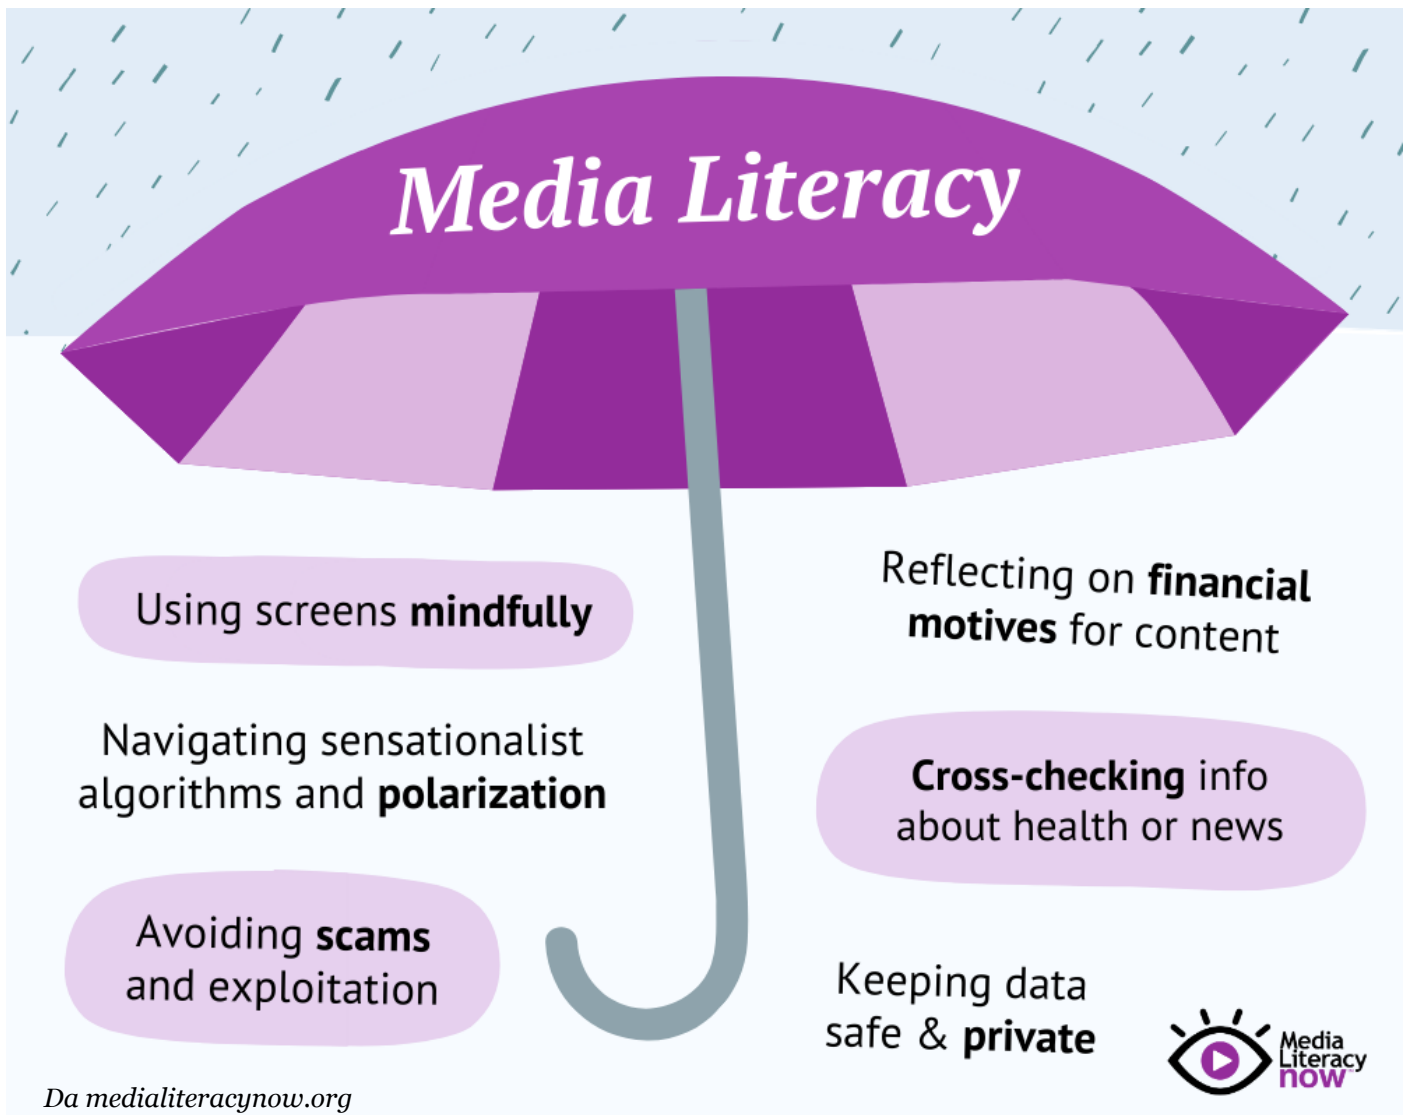 Media Literacy
Using screens mindfully
Navigating sensationalist
algorithms and polarization
Avoiding scams
and exploitation
Reflecting on financial
motives for content
Cross-checking info
about health or news
Keeping data
safe & private
Media
Literacy
now
Da medialiteracynow.org